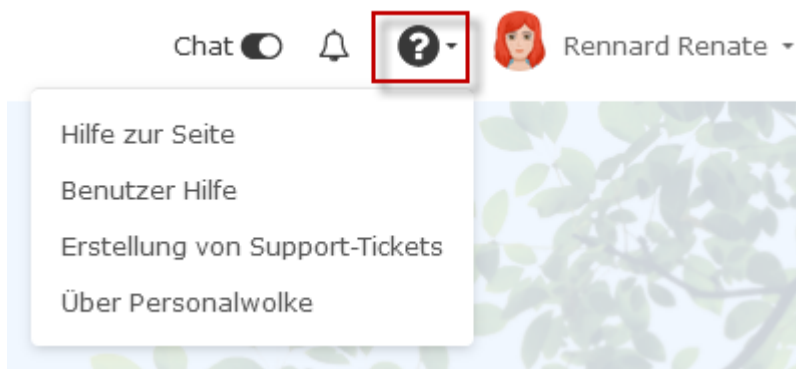 Chat Rennard Renate
Hilfe zur Seite
Benutzer Hilfe
Erstellung von Support-Tickets
Über Personalwolke